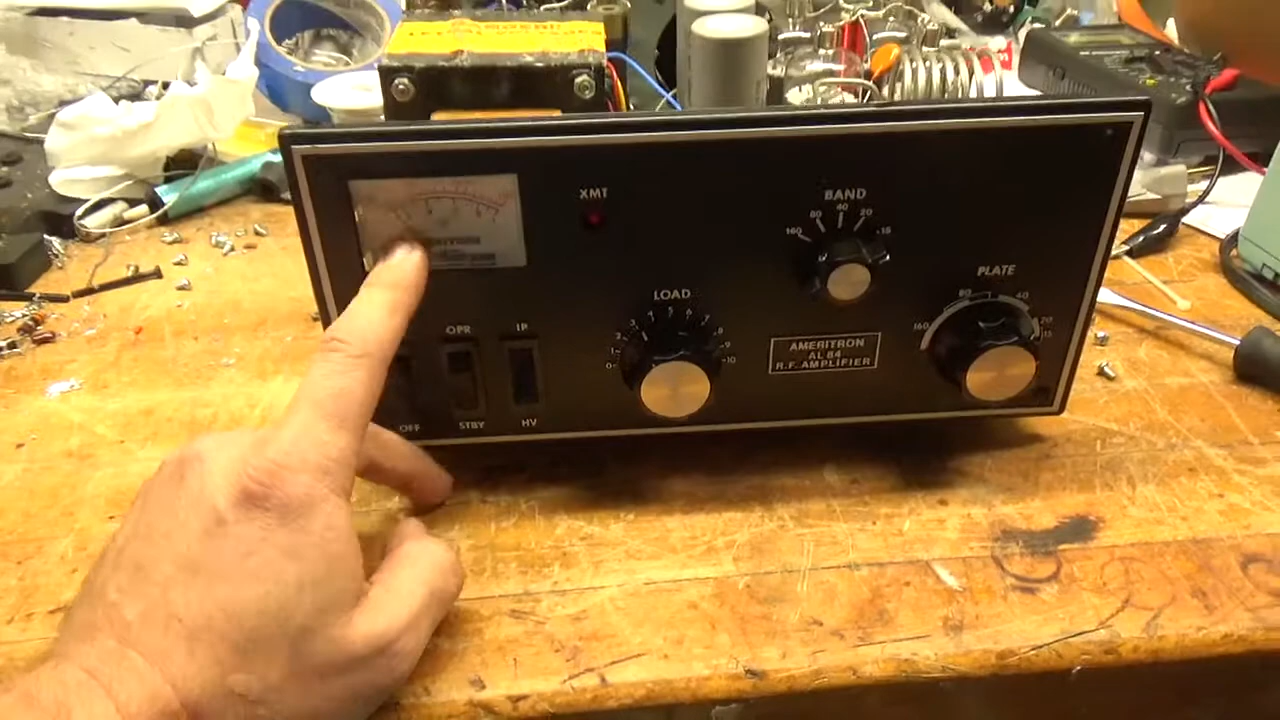 XMT
BAND
160
80
40
20
15
PLATE
160
80
40
20
15
LOAD
0
1
2
3
4
5
6
7
8
9
10
OPR
IP
AMERITRON
AL 84
R.F. AMPLIFIER
OFF
STBY
HV